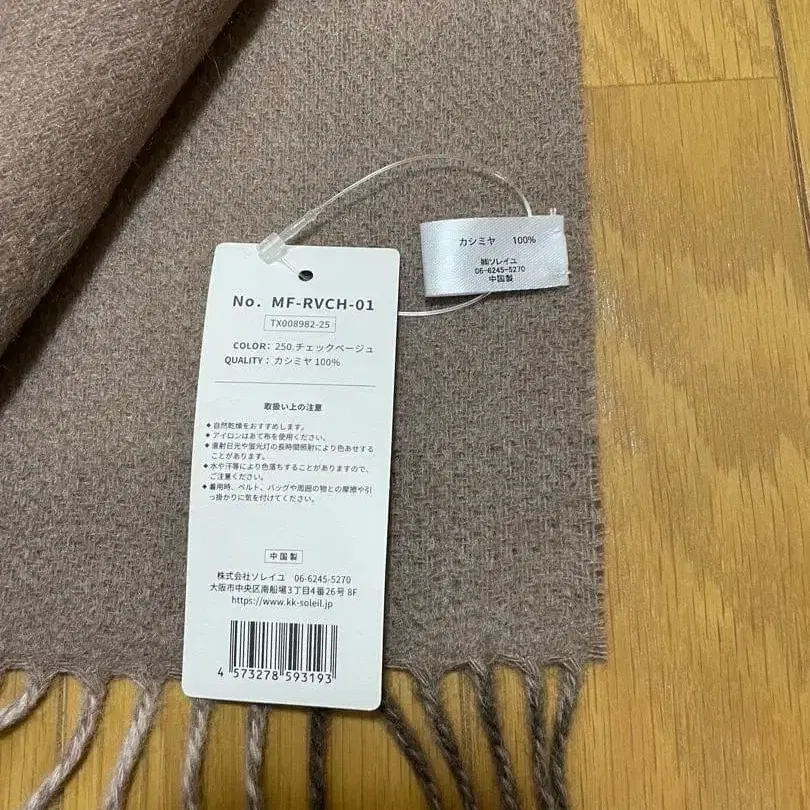 No. MF-RVCH-01
TX008982-25
COLOR: 250.チェックベージュ
QUALITY: カシミヤ 100%
取扱い上の注意
◆自然乾燥をおすすめします。
◆アイロンはあて布を使用ください。
◆直射日光や蛍光灯の長時間照射により色あせする
ことがあります。
◆水や汗等により色落ちすることがありますので、
ご注意ください。
◆着用時、ベルト、バッグや周囲の物との摩擦や引
っ掛かりに気を付けてください。
中国製
株式会社ソレイユ 06-6245-5270
大阪市中央区南船場3丁目4番26号 8F
https://www.kk-soleil.jp
4 573278 593193
カシミヤ 100%
㈱ソレイユ
06-6245-5270
中国製